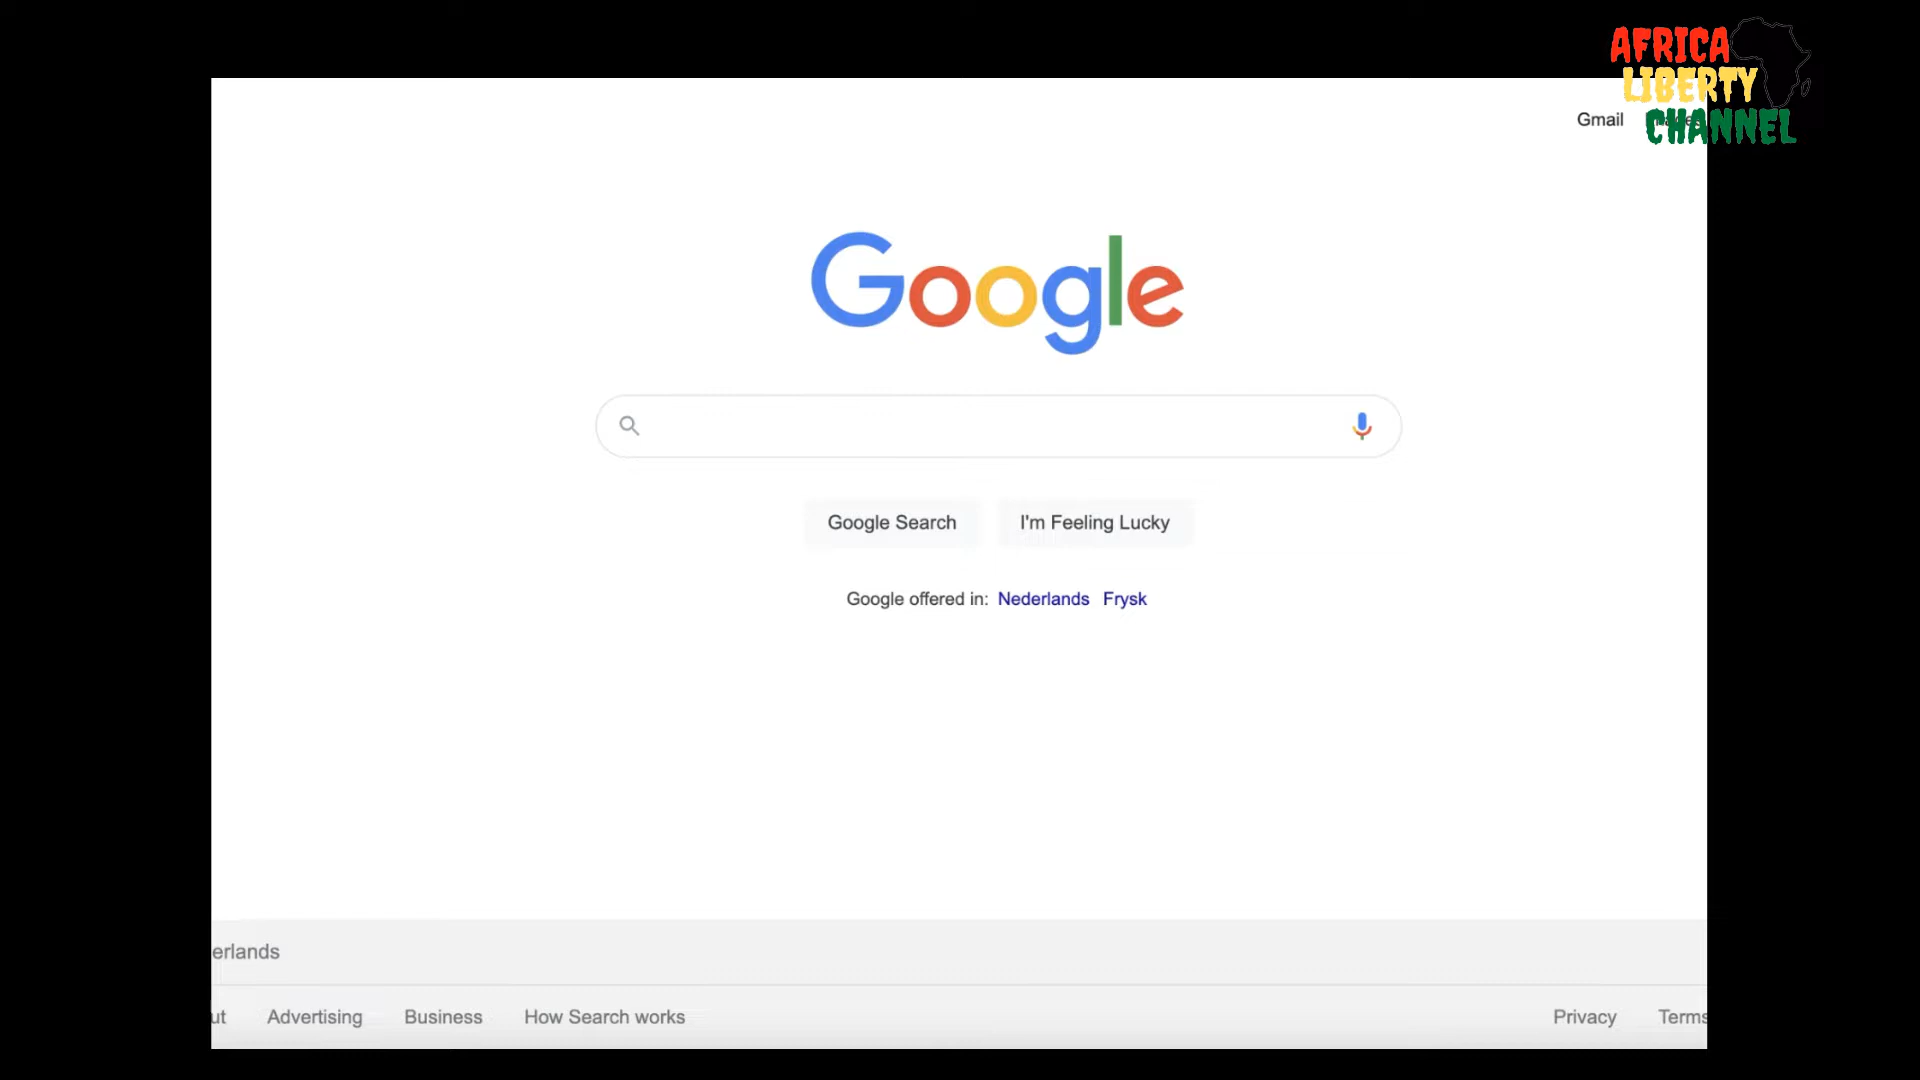 AFRICA
LIBERTY
CHANNEL
Gmail
Google
Google Search
I'm Feeling Lucky
Google offered in: Nederlands Frysk
erlands
ut Advertising Business How Search works
Privacy Terms